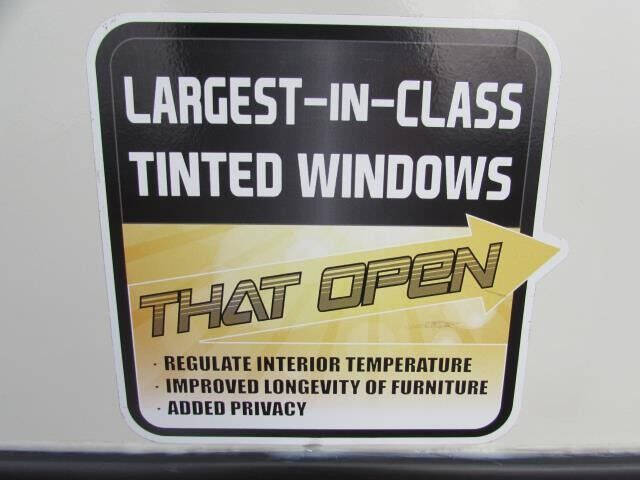 LARGEST-IN-CLASS
TINTED WINDOWS
THAT OPEN
· REGULATE INTERIOR TEMPERATURE
· IMPROVED LONGEVITY OF FURNITURE
· ADDED PRIVACY